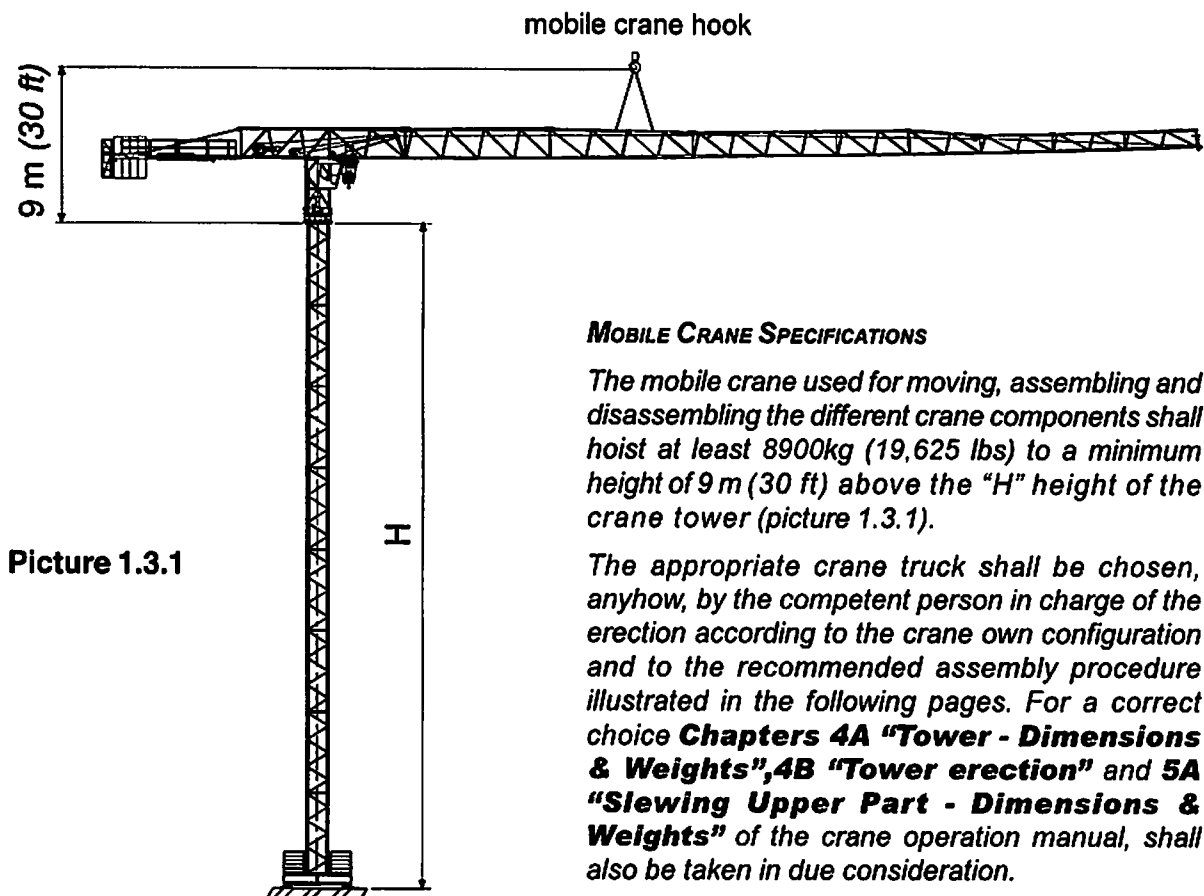 mobile crane hook
9 m (30 ft)
H
MOBILE CRANE SPECIFICATIONS
The mobile crane used for moving, assembling and
disassembling the different crane components shall
hoist at least 8900kg (19,625 lbs) to a minimum
height of 9 m (30 ft) above the “H” height of the
crane tower (picture 1.3.1).
Picture 1.3.1
The appropriate crane truck shall be chosen,
anyhow, by the competent person in charge of the
erection according to the crane own configuration
and to the recommended assembly procedure
illustrated in the following pages. For a correct
choice Chapters 4A “Tower - Dimensions
& Weights”,4B “Tower erection” and 5A
“Slewing Upper Part - Dimensions &
Weights” of the crane operation manual, shall
also be taken in due consideration.